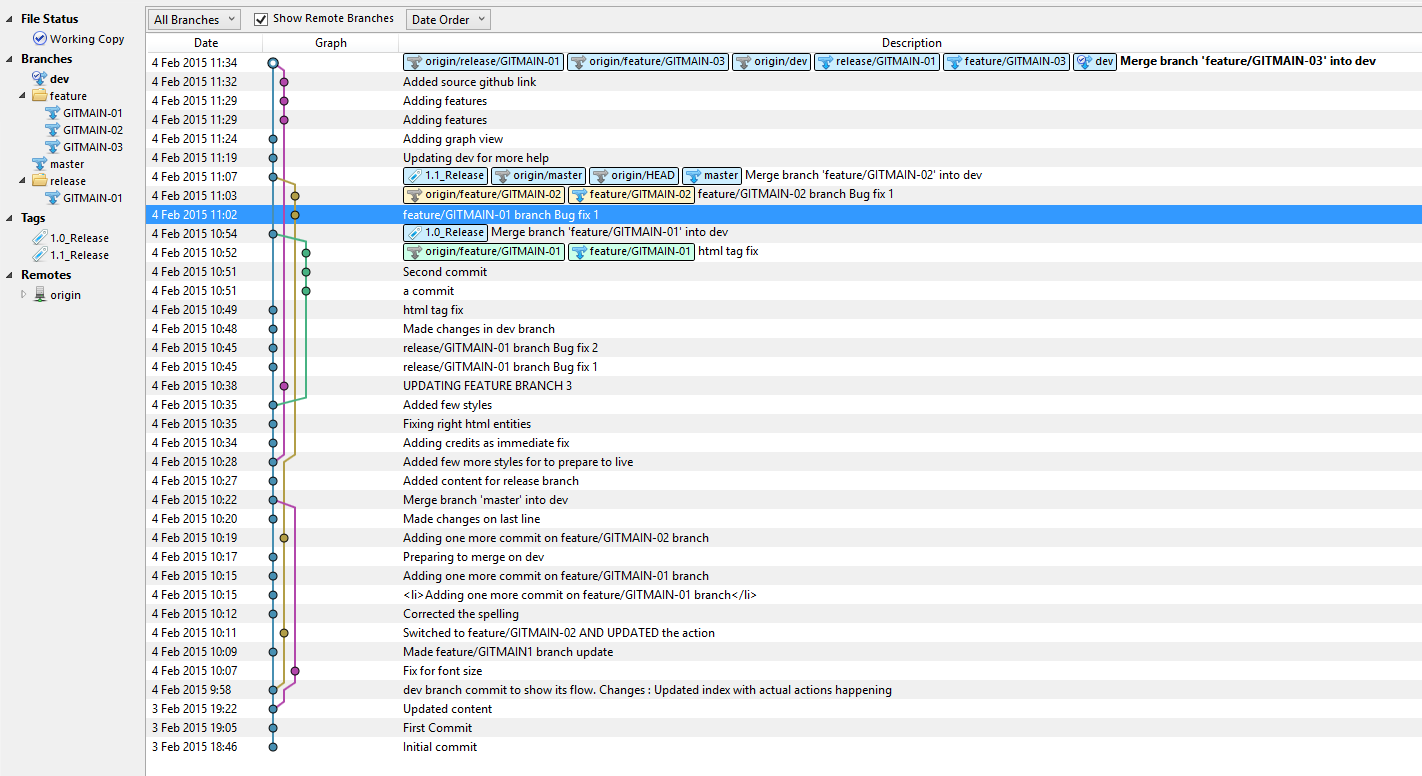 File Status
Working Copy
Branches
dev
feature
GITMAIN-01
GITMAIN-02
GITMAIN-03
master
release
GITMAIN-01
Tags
1.0_Release
1.1_Release
Remotes
origin
All Branches Show Remote Branches Date Order
Date Graph Description
4 Feb 2015 11:34 origin/release/GITMAIN-01 origin/feature/GITMAIN-03 origin/dev release/GITMAIN-01 feature/GITMAIN-03 dev Merge branch 'feature/GITMAIN-03' into dev
4 Feb 2015 11:32 Added source github link
4 Feb 2015 11:29 Adding features
4 Feb 2015 11:29 Adding features
4 Feb 2015 11:24 Adding graph view
4 Feb 2015 11:19 Updating dev for more help
4 Feb 2015 11:07 1.1_Release origin/master origin/HEAD master Merge branch 'feature/GITMAIN-02' into dev
4 Feb 2015 11:03 origin/feature/GITMAIN-02 feature/GITMAIN-02 feature/GITMAIN-02 branch Bug fix 1
4 Feb 2015 11:02 feature/GITMAIN-01 branch Bug fix 1
4 Feb 2015 10:54 1.0_Release Merge branch 'feature/GITMAIN-01' into dev
4 Feb 2015 10:52 origin/feature/GITMAIN-01 feature/GITMAIN-01 html tag fix
4 Feb 2015 10:51 Second commit
4 Feb 2015 10:51 a commit
4 Feb 2015 10:49 html tag fix
4 Feb 2015 10:48 Made changes in dev branch
4 Feb 2015 10:45 release/GITMAIN-01 branch Bug fix 2
4 Feb 2015 10:45 release/GITMAIN-01 branch Bug fix 1
4 Feb 2015 10:38 UPDATING FEATURE BRANCH 3
4 Feb 2015 10:35 Added few styles
4 Feb 2015 10:35 Fixing right html entities
4 Feb 2015 10:34 Adding credits as immediate fix
4 Feb 2015 10:28 Added few more styles for to prepare to live
4 Feb 2015 10:27 Added content for release branch
4 Feb 2015 10:22 Merge branch 'master' into dev
4 Feb 2015 10:20 Made changes on last line
4 Feb 2015 10:19 Adding one more commit on feature/GITMAIN-02 branch
4 Feb 2015 10:17 Preparing to merge on dev
4 Feb 2015 10:15 Adding one more commit on feature/GITMAIN-01 branch
4 Feb 2015 10:15 <li>Adding one more commit on feature/GITMAIN-01 branch</li>
4 Feb 2015 10:12 Corrected the spelling
4 Feb 2015 10:11 Switched to feature/GITMAIN-02 AND UPDATED the action
4 Feb 2015 10:09 Made feature/GITMAIN1 branch update
4 Feb 2015 10:07 Fix for font size
4 Feb 2015 9:58 dev branch commit to show its flow. Changes : Updated index with actual actions happening
3 Feb 2015 19:22 Updated content
3 Feb 2015 19:05 First Commit
3 Feb 2015 18:46 Initial commit